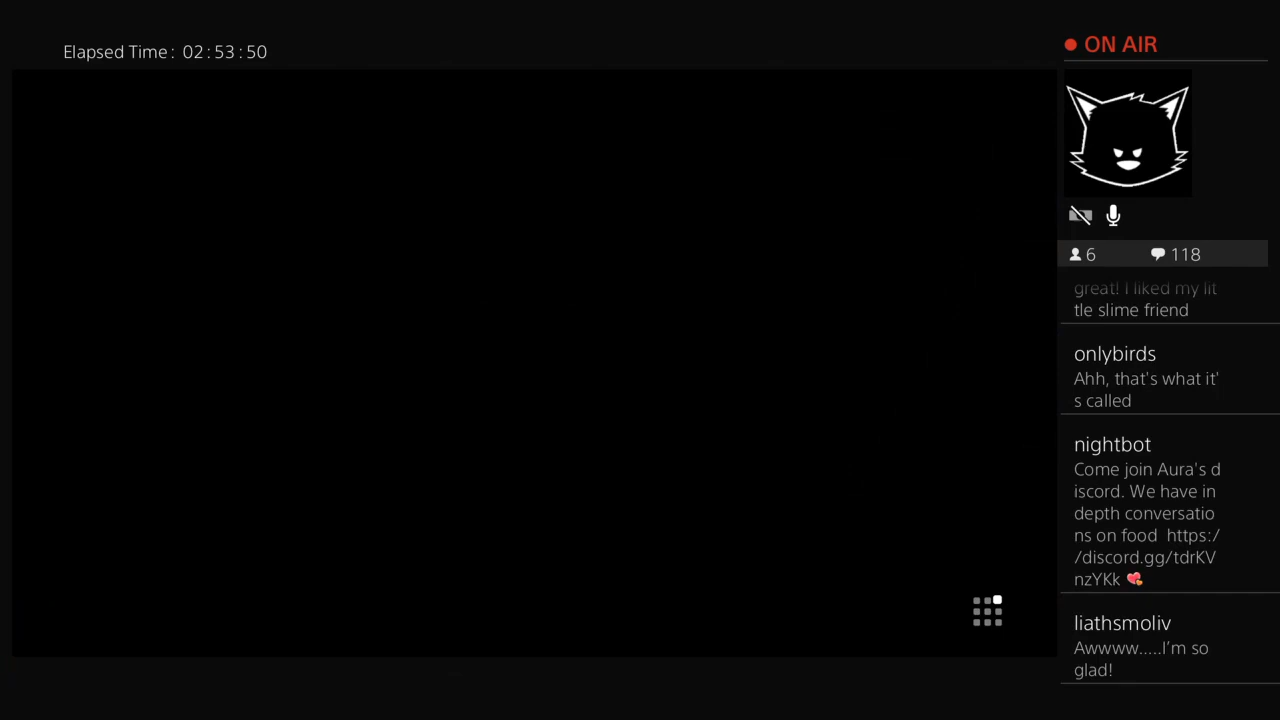 Elapsed Time: 02:53:50
ON AIR
6 118
great! I liked my lit
tle slime friend
onlybirds
Ahh, that's what it'
s called
nightbot
Come join Aura's d
iscord. We have in
depth conversatio
ns on food https:/
/discord.gg/tdrKV
nzYKk
liathsmoliv
Awwww.....I'm so
glad!